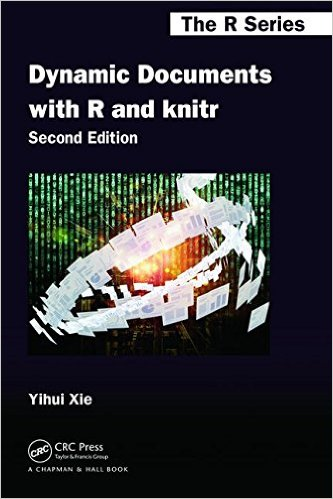 The R Series
Dynamic Documents
with R and knitr
Second Edition
Yihui Xie
CRC
CRC Press
Taylor & Francis Group
A CHAPMAN & HALL BOOK